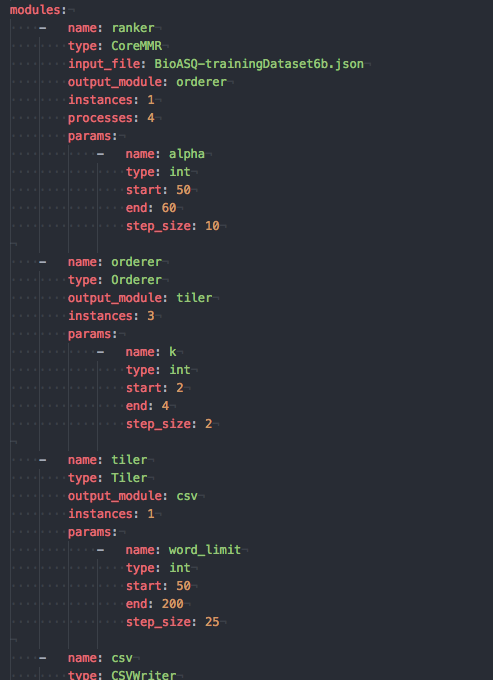 modules:
- name: ranker
type: CoreMMR
input_file: BioASQ-trainingDataset6b.json
output_module: orderer
instances: 1
processes: 4
params:
- name: alpha
type: int
start: 50
end: 60
step_size: 10
- name: orderer
type: Orderer
output_module: tiler
instances: 3
params:
- name: k
type: int
start: 2
end: 4
step_size: 2
- name: tiler
type: Tiler
output_module: csv
instances: 1
params:
- name: word_limit
type: int
start: 50
end: 200
step_size: 25
- name: csv
type: CSVWriter